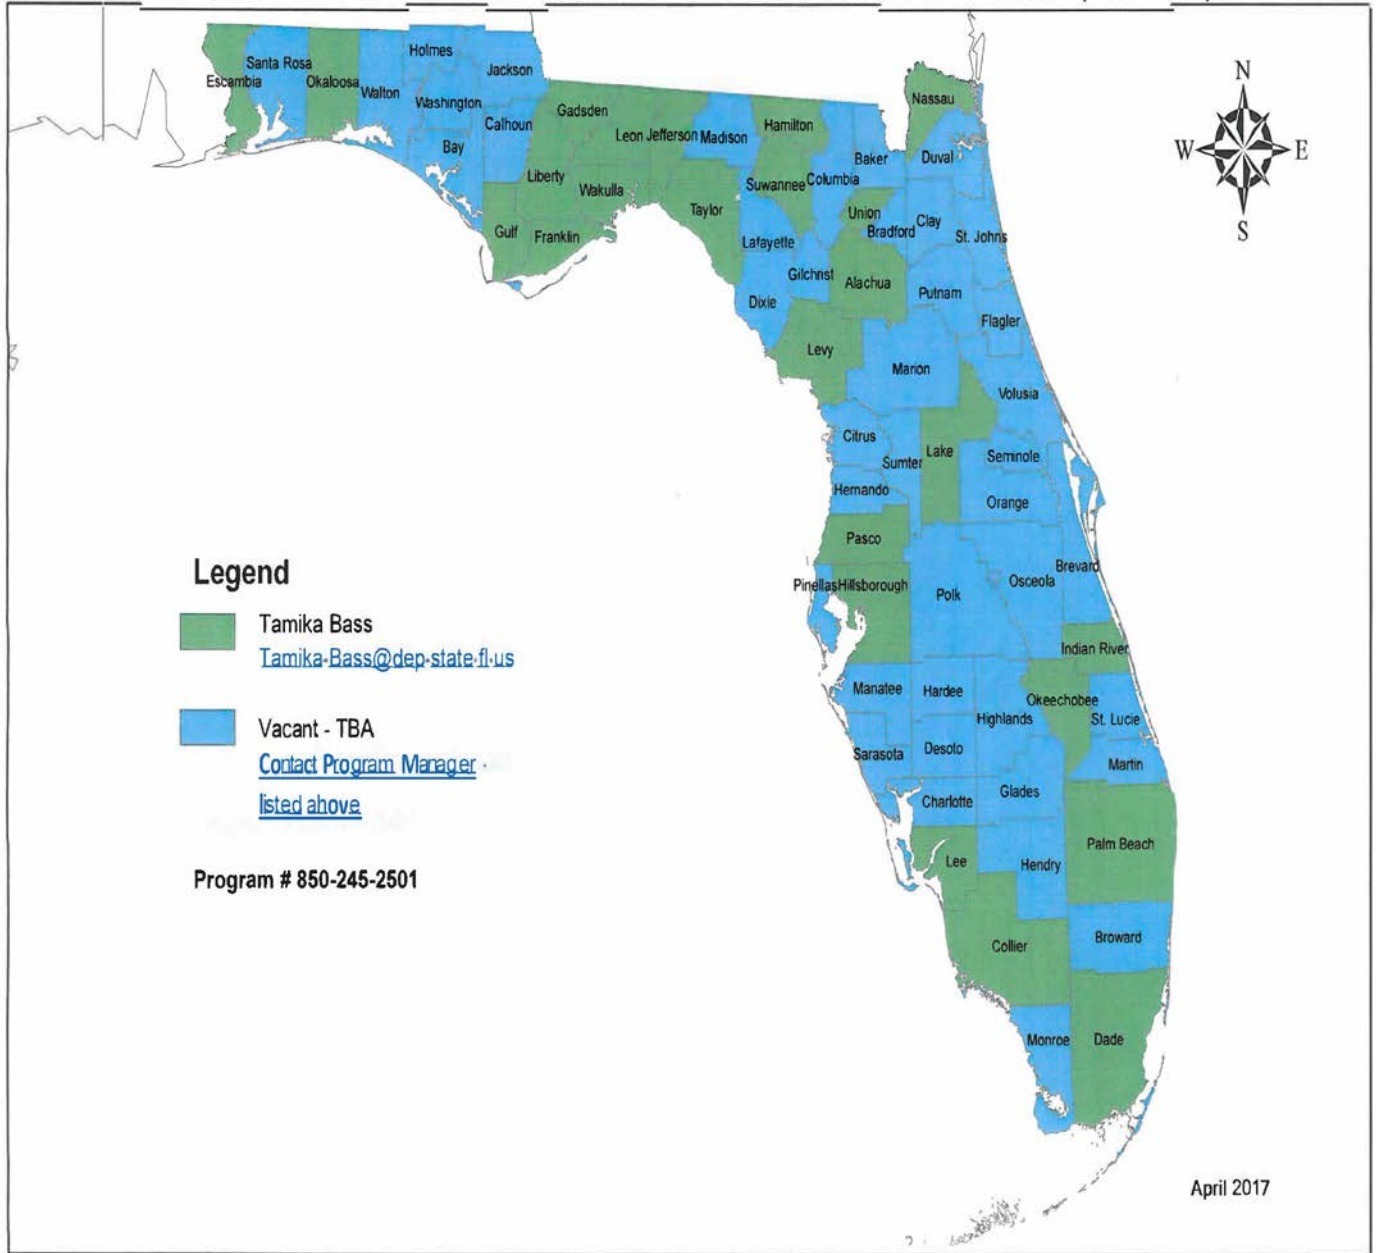 Holmes
Santa Rosa
Jackson
Escambia
Okaloosa
Walton
Washington
Nassau
Gadsden
Calhoun
Leon
Jefferson
Madison
Hamilton
Bay
Baker
Duval
Liberty
Wakulla
Suwannee
Columbia
Taylor
Union
Clay
Gulf
Franklin
Bradford
St. Johns
Lafayette
Gilchrist
Alachua
Putnam
Dixie
Flagler
Levy
Marion
Volusia
Citrus
Lake
Seminole
Sumter
Hernando
Orange
Pasco
Brevard
Pinellas
Hillsborough
Osceola
Polk
Indian River
Manatee
Hardee
Okeechobee
Highlands
St. Lucie
Sarasota
Desoto
Martin
Glades
Charlotte
Palm Beach
Lee
Hendry
Broward
Collier
Monroe
Dade
N
W
E
S
Legend
Tamika Bass
Tamika.Bass@dep.state.fl.us
Vacant - TBA
Contact Program Manager
listed above
Program # 850-245-2501
April 2017